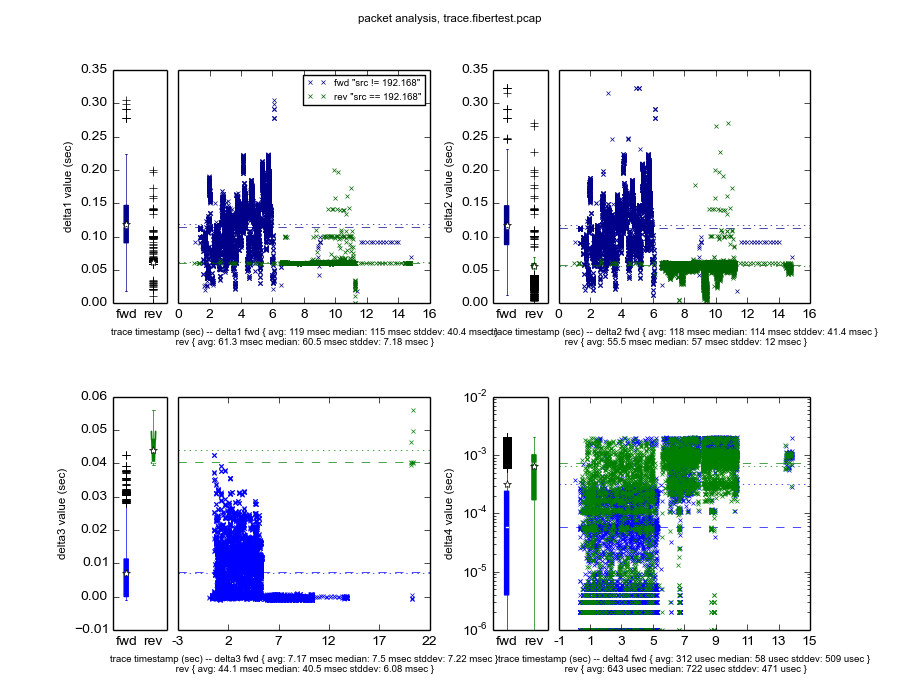 packet analysis, trace.fibertest.pcap
0.35
0.30
0.25
0.20
0.15
0.10
0.05
0.00
delta1 value (sec)
fwd rev
0 2 4 6 8 10 12 14 16
fwd "src != 192.168"
rev "src == 192.168"
trace timestamp (sec) -- delta1 fwd { avg: 119 msec median: 115 msec stddev: 40.4 msec }
rev { avg: 61.3 msec median: 60.5 msec stddev: 7.18 msec }
0.35
0.30
0.25
0.20
0.15
0.10
0.05
0.00
delta2 value (sec)
fwd rev
0 2 4 6 8 10 12 14 16
trace timestamp (sec) -- delta2 fwd { avg: 118 msec median: 114 msec stddev: 41.4 msec }
rev { avg: 55.5 msec median: 57 msec stddev: 12 msec }
0.06
0.05
0.04
0.03
0.02
0.01
0.00
−0.01
delta3 value (sec)
fwd rev
-3 2 7 12 17 22
trace timestamp (sec) -- delta3 fwd { avg: 7.17 msec median: 7.5 msec stddev: 7.22 msec }
rev { avg: 44.1 msec median: 40.5 msec stddev: 6.08 msec }
10⁻²
10⁻³
10⁻⁴
10⁻⁵
10⁻⁶
delta4 value (sec)
fwd rev
-1 1 3 5 7 9 11 13 15
trace timestamp (sec) -- delta4 fwd { avg: 312 usec median: 58 usec stddev: 509 usec }
rev { avg: 643 usec median: 722 usec stddev: 471 usec }